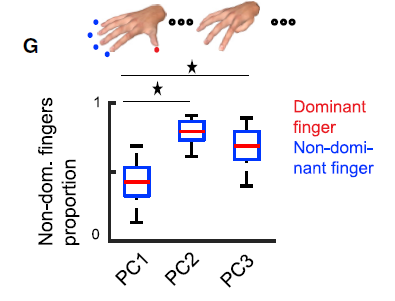 G
★
★
Non-dom. fingers
proportion
1
0
PC1
PC2
PC3
Dominant
finger
Non-domi-
nant finger